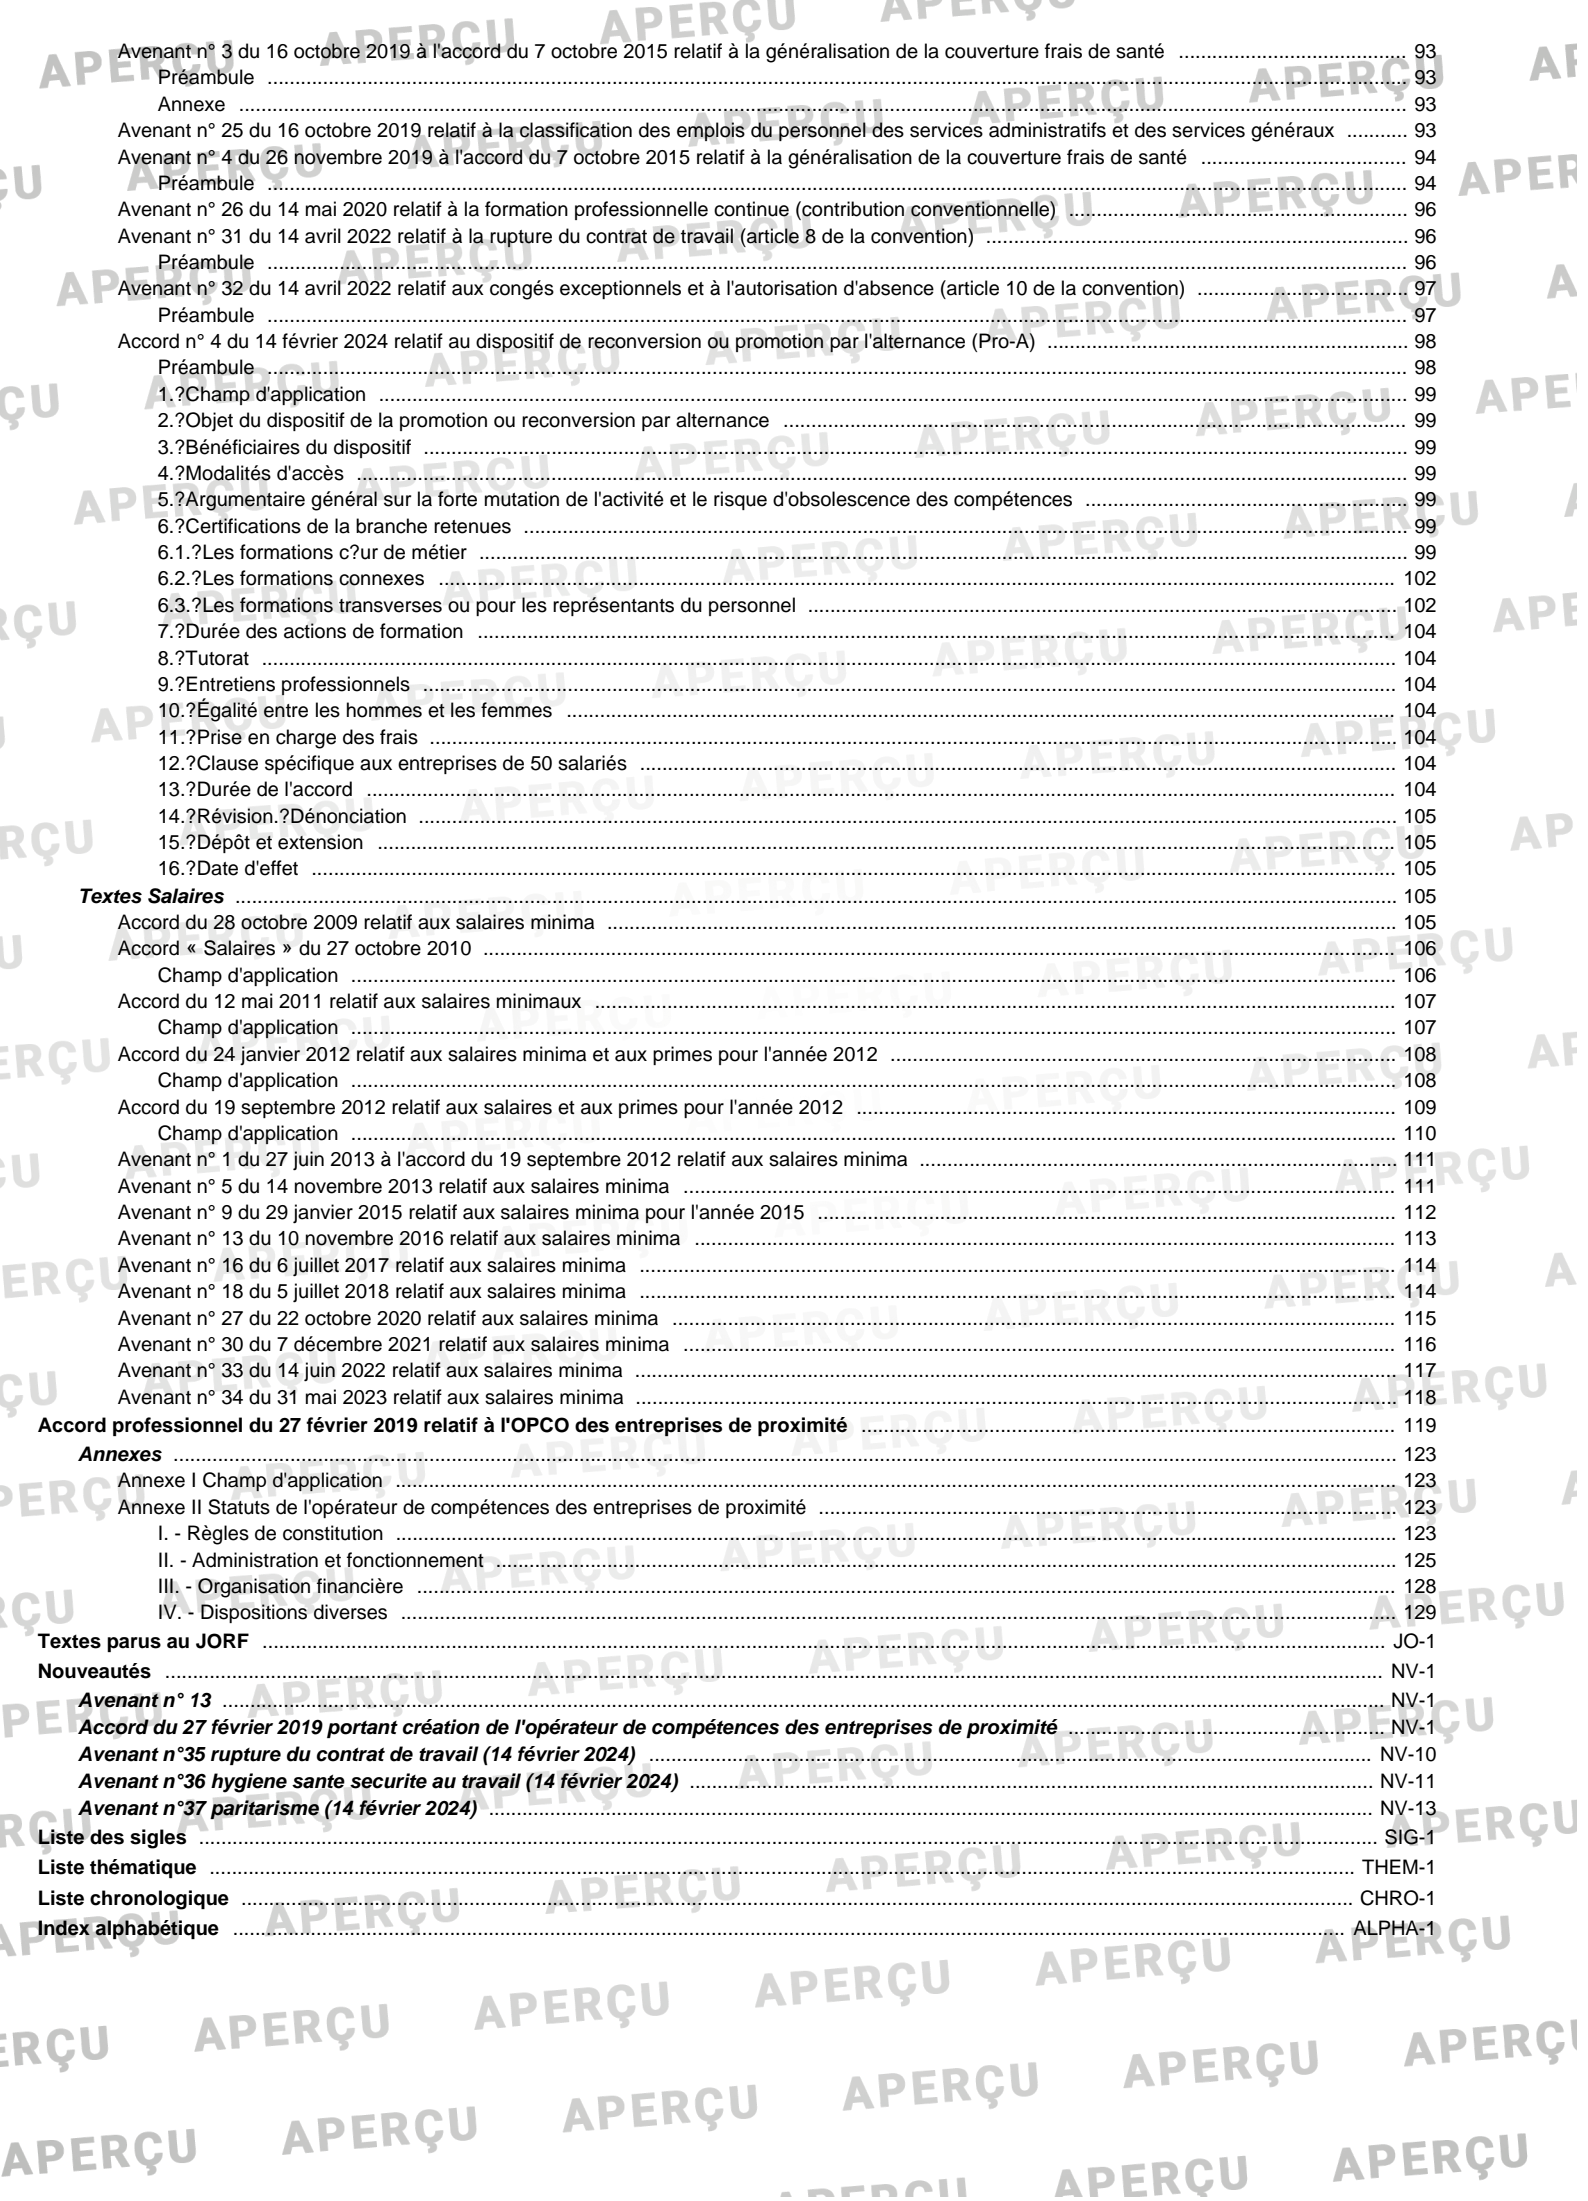 Avenant n° 3 du 16 octobre 2019 à l'accord du 7 octobre 2015 relatif à la généralisation de la couverture frais de santé 93
Préambule 93
Annexe 93
Avenant n° 25 du 16 octobre 2019 relatif à la classification des emplois du personnel des services administratifs et des services généraux 93
Avenant n° 4 du 26 novembre 2019 à l'accord du 7 octobre 2015 relatif à la généralisation de la couverture frais de santé 94
Préambule 94
Avenant n° 26 du 14 mai 2020 relatif à la formation professionnelle continue (contribution conventionnelle) 96
Avenant n° 31 du 14 avril 2022 relatif à la rupture du contrat de travail (article 8 de la convention) 96
Préambule 96
Avenant n° 32 du 14 avril 2022 relatif aux congés exceptionnels et à l'autorisation d'absence (article 10 de la convention) 97
Préambule 97
Accord n° 4 du 14 février 2024 relatif au dispositif de reconversion ou promotion par l'alternance (Pro-A) 98
Préambule 98
1.?Champ d'application 99
2.?Objet du dispositif de la promotion ou reconversion par alternance 99
3.?Bénéficiaires du dispositif 99
4.?Modalités d'accès 99
5.?Argumentaire général sur la forte mutation de l'activité et le risque d'obsolescence des compétences 99
6.?Certifications de la branche retenues 99
6.1.?Les formations c?ur de métier 99
6.2.?Les formations connexes 102
6.3.?Les formations transverses ou pour les représentants du personnel 102
7.?Durée des actions de formation 104
8.?Tutorat 104
9.?Entretiens professionnels 104
10.?Égalité entre les hommes et les femmes 104
11.?Prise en charge des frais 104
12.?Clause spécifique aux entreprises de 50 salariés 104
13.?Durée de l'accord 104
14.?Révision.?Dénonciation 105
15.?Dépôt et extension 105
16.?Date d'effet 105
Textes Salaires 105
Accord du 28 octobre 2009 relatif aux salaires minima 105
Accord « Salaires » du 27 octobre 2010 106
Champ d'application 106
Accord du 12 mai 2011 relatif aux salaires minimaux 107
Champ d'application 107
Accord du 24 janvier 2012 relatif aux salaires minima et aux primes pour l'année 2012 108
Champ d'application 108
Accord du 19 septembre 2012 relatif aux salaires et aux primes pour l'année 2012 109
Champ d'application 110
Avenant n° 1 du 27 juin 2013 à l'accord du 19 septembre 2012 relatif aux salaires minima 111
Avenant n° 5 du 14 novembre 2013 relatif aux salaires minima 111
Avenant n° 9 du 29 janvier 2015 relatif aux salaires minima pour l'année 2015 112
Avenant n° 13 du 10 novembre 2016 relatif aux salaires minima 113
Avenant n° 16 du 6 juillet 2017 relatif aux salaires minima 114
Avenant n° 18 du 5 juillet 2018 relatif aux salaires minima 114
Avenant n° 27 du 22 octobre 2020 relatif aux salaires minima 115
Avenant n° 30 du 7 décembre 2021 relatif aux salaires minima 116
Avenant n° 33 du 14 juin 2022 relatif aux salaires minima 117
Avenant n° 34 du 31 mai 2023 relatif aux salaires minima 118
Accord professionnel du 27 février 2019 relatif à l'OPCO des entreprises de proximité 119
Annexes 123
Annexe I Champ d'application 123
Annexe II Statuts de l'opérateur de compétences des entreprises de proximité 123
I. - Règles de constitution 123
II. - Administration et fonctionnement 125
III. - Organisation financière 128
IV. - Dispositions diverses 129
Textes parus au JORF JO-1
Nouveautés NV-1
Avenant n° 13 NV-1
Accord du 27 février 2019 portant création de l'opérateur de compétences des entreprises de proximité NV-1
Avenant n°35 rupture du contrat de travail (14 février 2024) NV-10
Avenant n°36 hygiene sante securite au travail (14 février 2024) NV-11
Avenant n°37 paritarisme (14 février 2024) NV-13
Liste des sigles SIG-1
Liste thématique THEM-1
Liste chronologique CHRO-1
Index alphabétique ALPHA-1
APERÇU